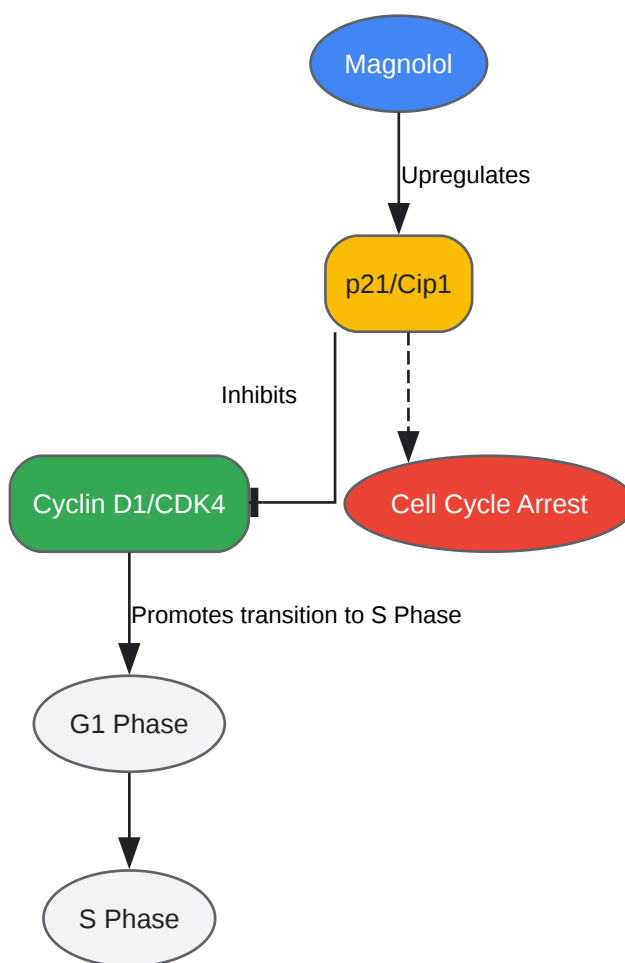 Magnolol
Upregulates
p21/Cip1
Inhibits
Cyclin D1/CDK4
Cell Cycle Arrest
Promotes transition to S Phase
G1 Phase
S Phase